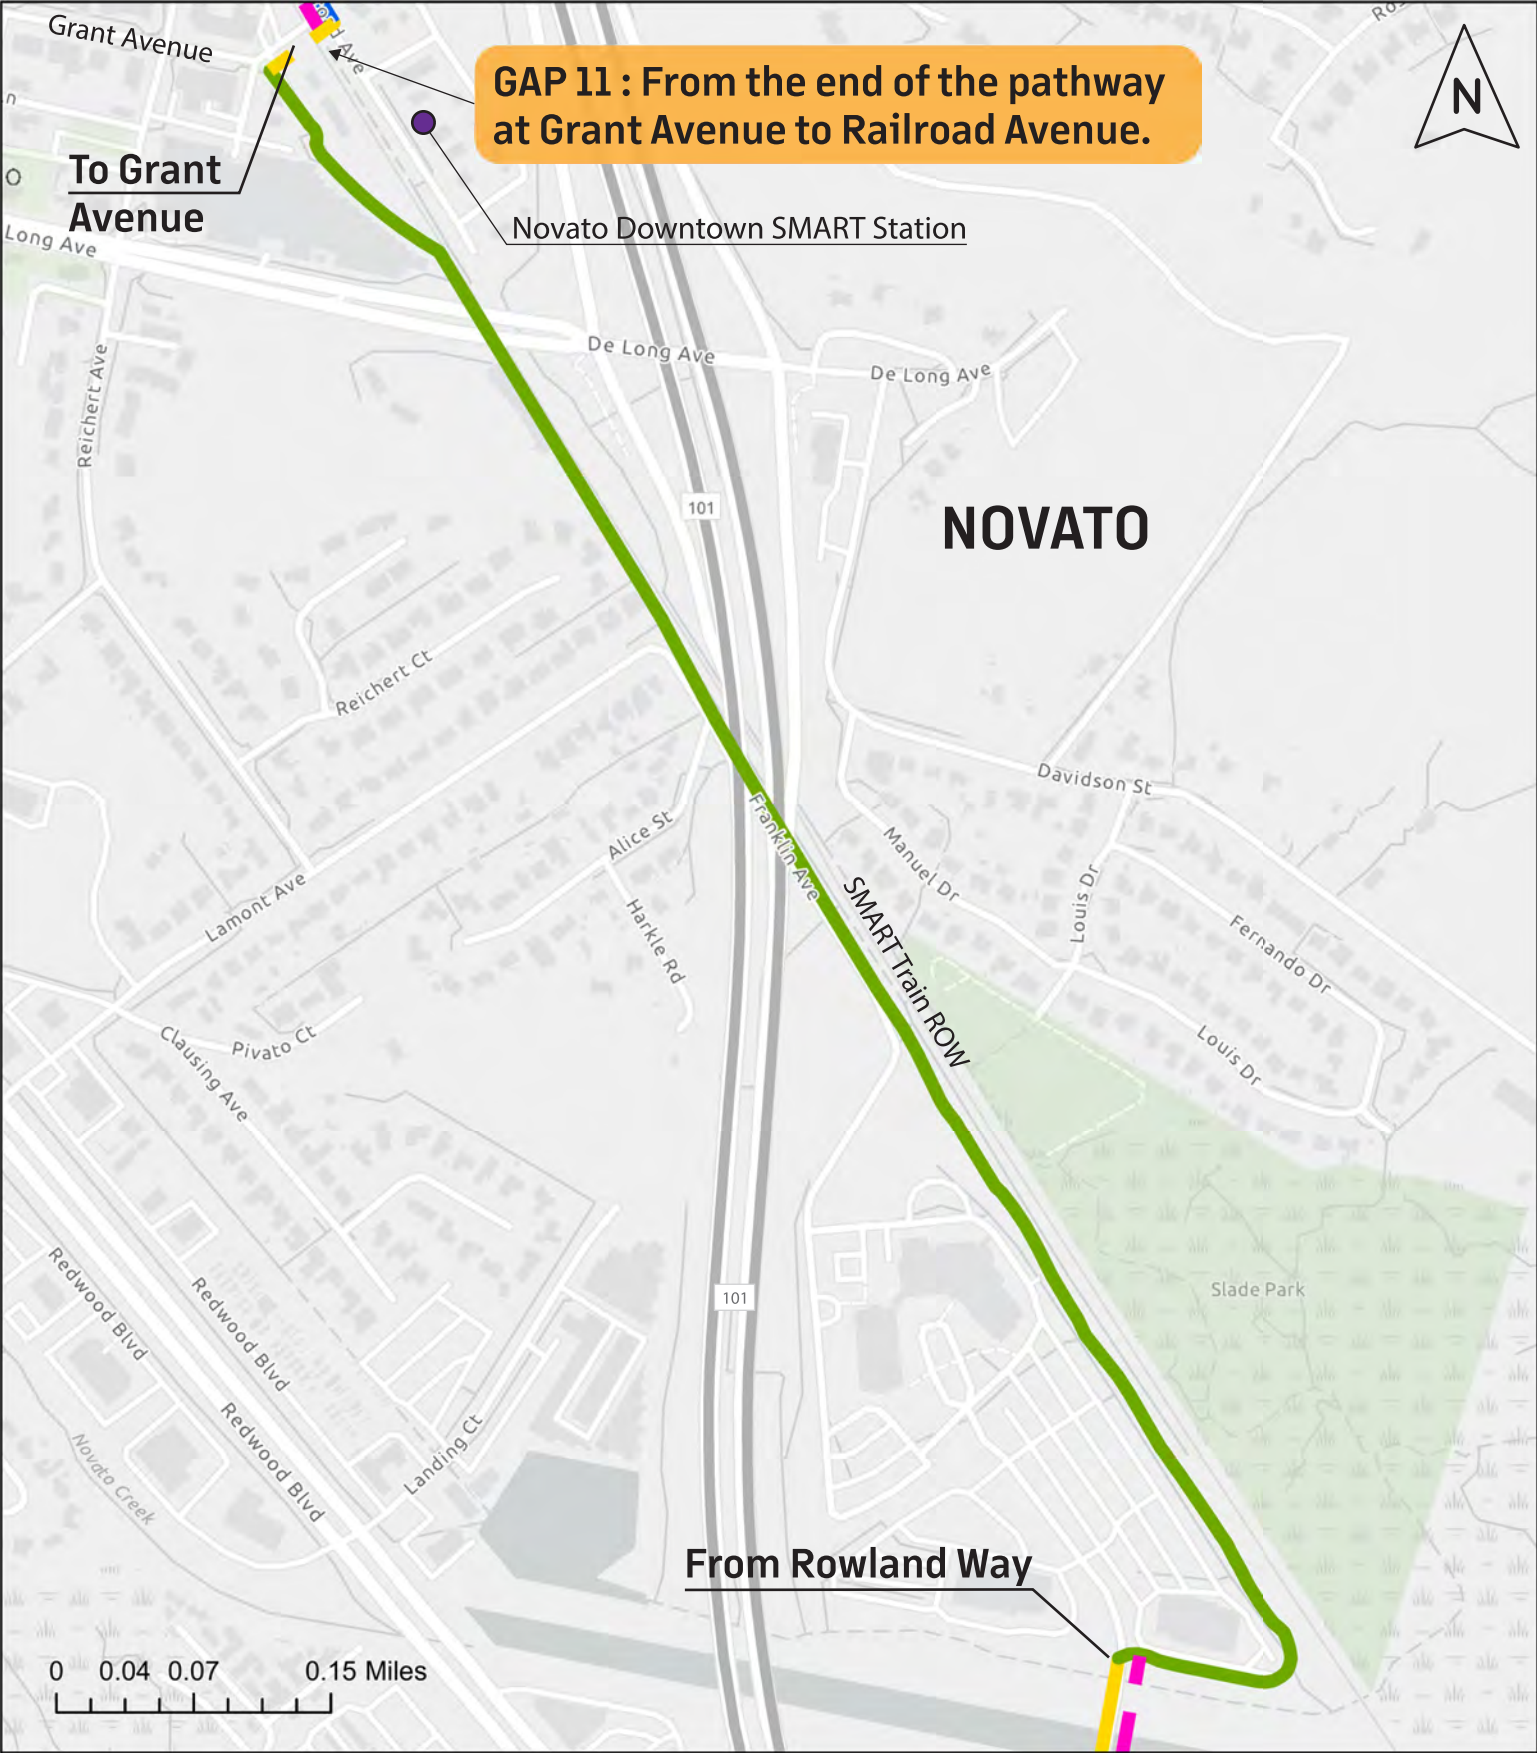 Grant Avenue
GAP 11 : From the end of the pathway
at Grant Avenue to Railroad Avenue.
N
To Grant
Avenue
Novato Downtown SMART Station
Long Ave
De Long Ave
De Long Ave
Reichert Ave
101
NOVATO
Reichert Ct
Davidson St
Franklin Ave
Alice St
Manuel Dr
SMART Train ROW
Louis Dr
Lamont Ave
Harkle Rd
Fernando Dr
Clausing Ave
Pivato Ct
Louis Dr
Redwood Blvd
Redwood Blvd
101
Slade Park
Redwood Blvd
Landing Ct
Novato Creek
From Rowland Way
0 0.04 0.07 0.15 Miles